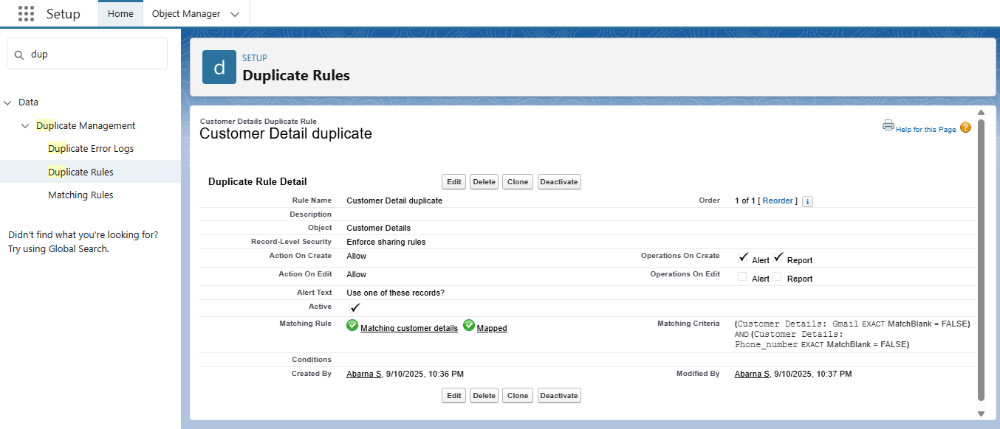 Setup
Home
Object Manager
dup
Data
Duplicate Management
Duplicate Error Logs
Duplicate Rules
Matching Rules
Didn't find what you're looking for?
Try using Global Search.
d
SETUP
Duplicate Rules
Customer Details Duplicate Rule
Customer Detail duplicate
Help for this Page ?
Duplicate Rule Detail
Edit Delete Clone Deactivate
Rule Name Customer Detail duplicate Order 1 of 1 [ Reorder ] i
Description
Object Customer Details
Record-Level Security Enforce sharing rules
Action On Create Allow Operations On Create Alert Report
Action On Edit Allow Operations On Edit Alert Report
Alert Text Use one of these records?
Active
Matching Rule Matching customer details Mapped Matching Criteria (Customer Details: Gmail EXACT MatchBlank = FALSE)
AND (Customer Details:
Phone_number EXACT MatchBlank = FALSE)
Conditions
Created By Abarna S, 9/10/2025, 10:36 PM Modified By Abarna S, 9/10/2025, 10:37 PM
Edit Delete Clone Deactivate